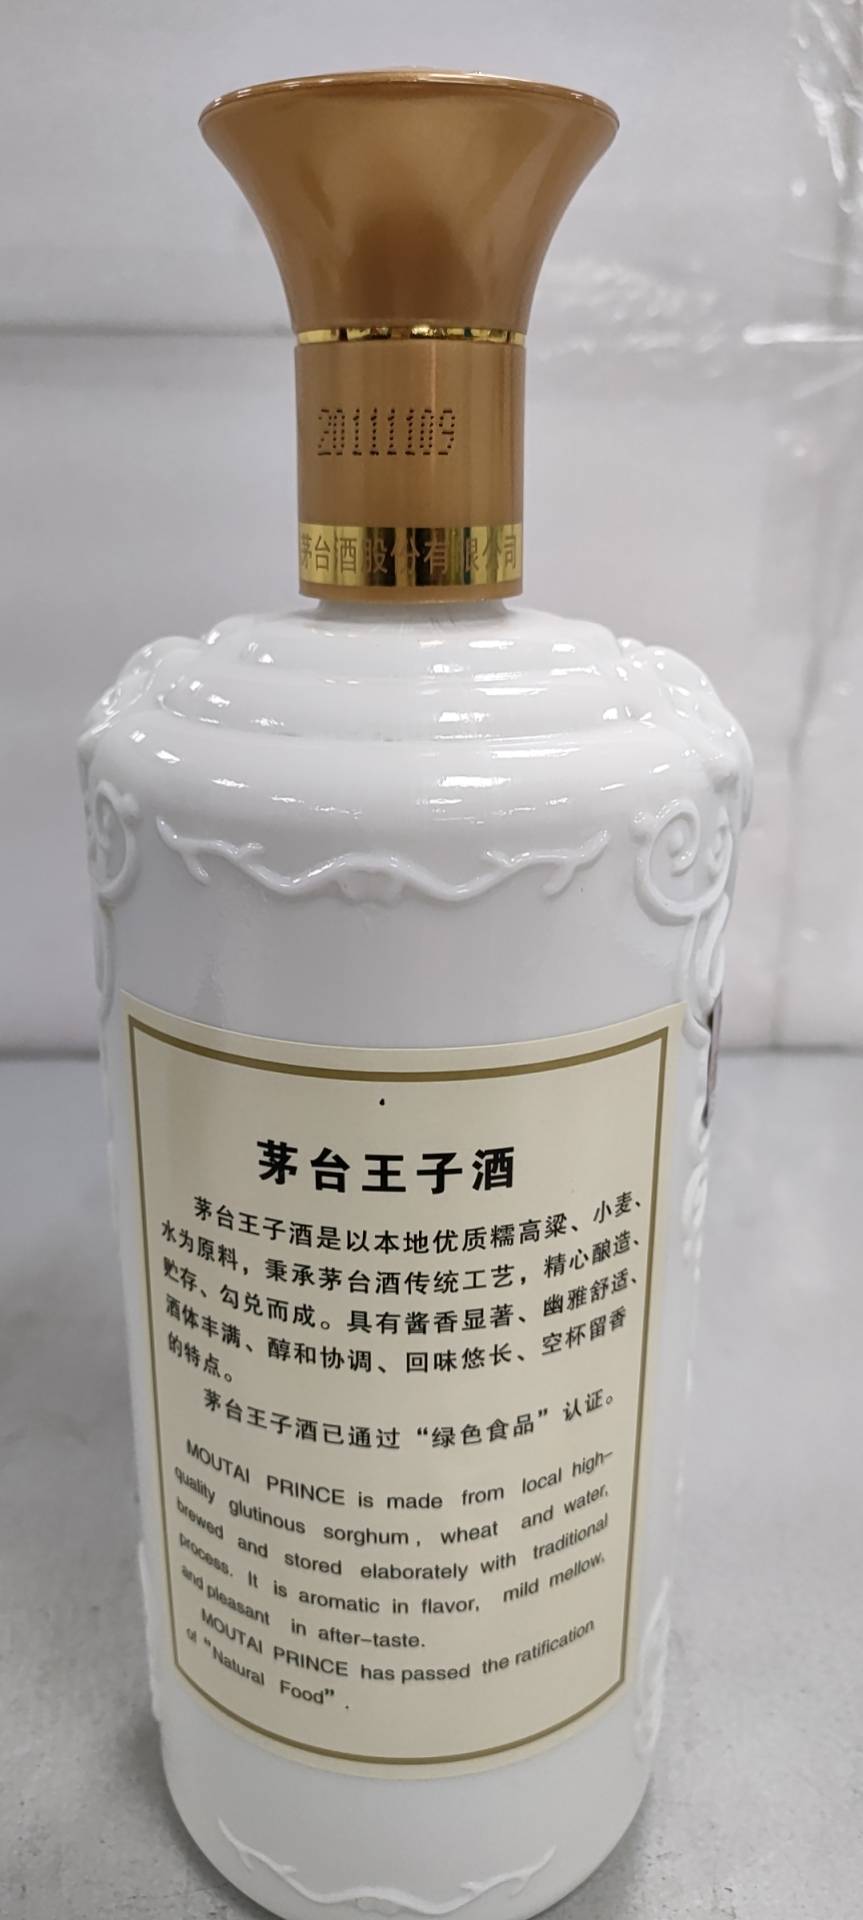 20111109
茅台酒股份有限公司
茅台王子酒
茅台王子酒是以本地优质糯高粱、小麦、
水为原料，秉承茅台酒传统工艺，精心酿造、
贮存、勾兑而成。具有酱香显著、幽雅舒适、
酒体丰满、醇和协调、回味悠长、空杯留香
的特点。
茅台王子酒已通过“绿色食品”认证。
MOUTAI PRINCE is made from local high-
quality glutinous sorghum, wheat and water,
brewed and stored elaborately with traditional
process. It is aromatic in flavor, mild mellow,
and pleasant in after-taste.
MOUTAI PRINCE has passed the ratification
of "Natural Food".